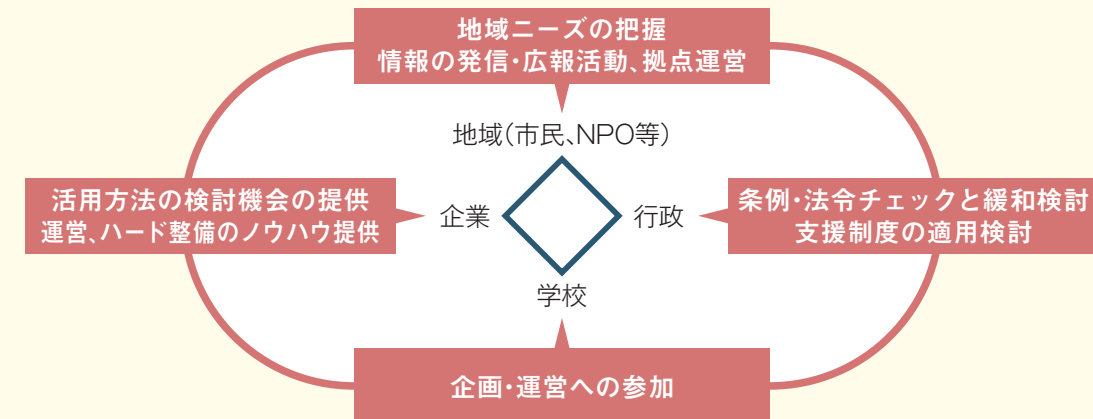 地域ニーズの把握
情報の発信・広報活動、拠点運営
地域(市民、NPO等)
活用方法の検討機会の提供
運営、ハード整備のノウハウ提供
企業
行政
条例・法令チェックと緩和検討
支援制度の適用検討
学校
企画・運営への参加